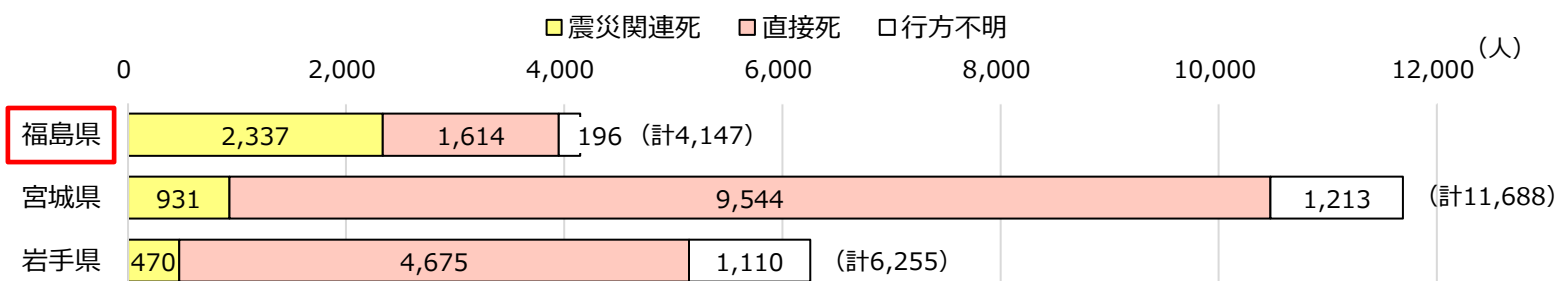 震災関連死 直接死 行方不明
（人）
0 2,000 4,000 6,000 8,000 10,000 12,000
福島県 2,337 1,614 196（計4,147）
宮城県 931 9,544 1,213 （計11,688）
岩手県 470 4,675 1,110 （計6,255）